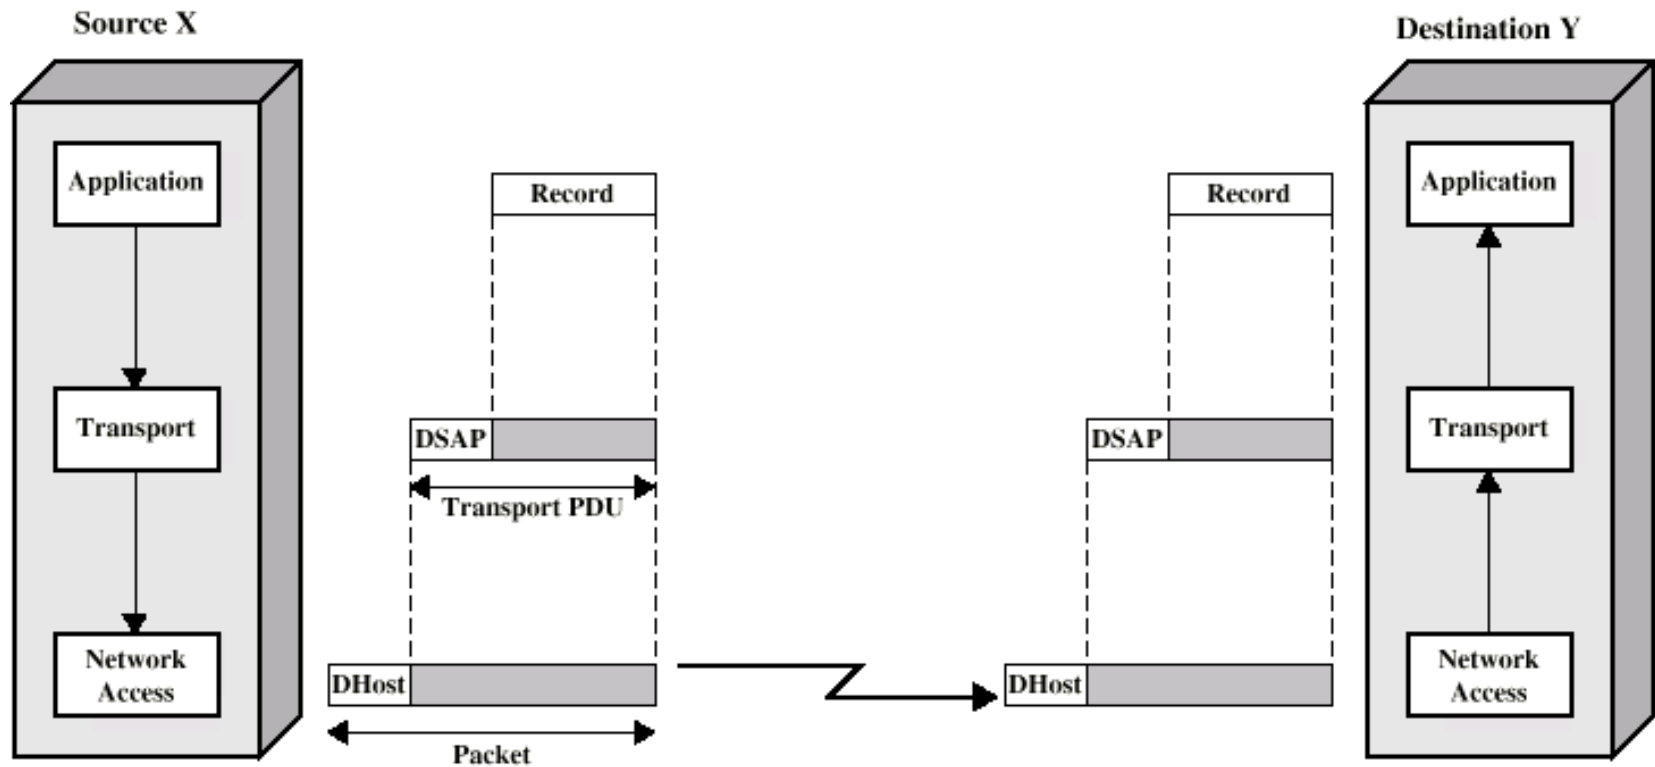 Source X
Destination Y
Application
Record
Record
Application
Transport
DSAP
DSAP
Transport
Transport PDU
Network
Access
DHost
DHost
Network
Access
Packet